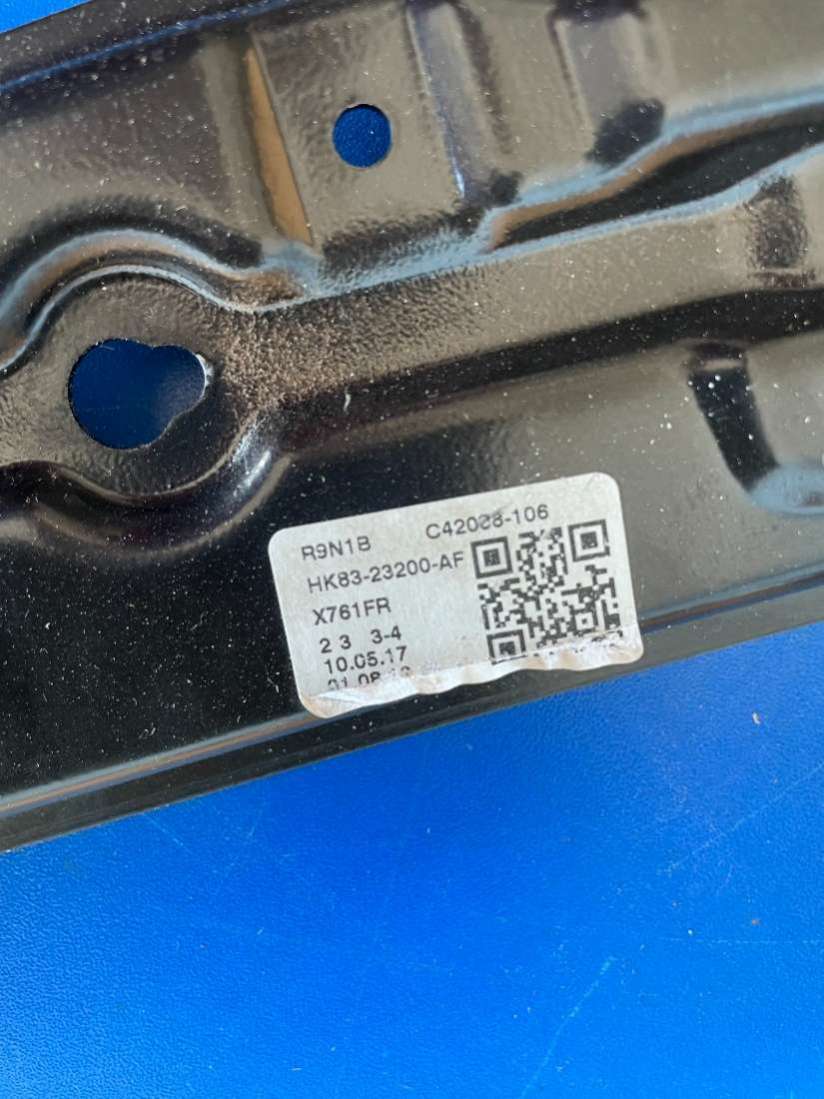 R9N1B C42028-106
HK83-23200-AF
X761FR
2 3 3-4
10.05.17